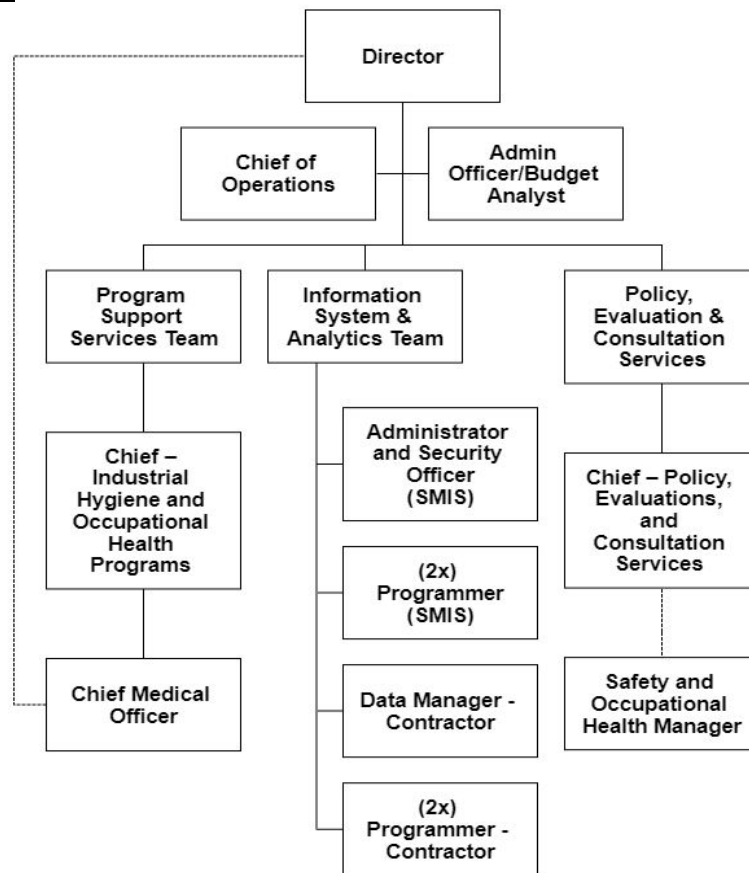 Director
Chief of
Operations
Admin
Officer/Budget
Analyst
Program
Support
Services Team
Information
System &
Analytics Team
Policy,
Evaluation &
Consultation
Services
Chief –
Industrial
Hygiene and
Occupational
Health
Programs
Chief Medical
Officer
Administrator
and Security
Officer
(SMIS)
(2x)
Programmer
(SMIS)
Data Manager -
Contractor
(2x)
Programmer -
Contractor
Chief – Policy,
Evaluations,
and
Consultation
Services
Safety and
Occupational
Health Manager